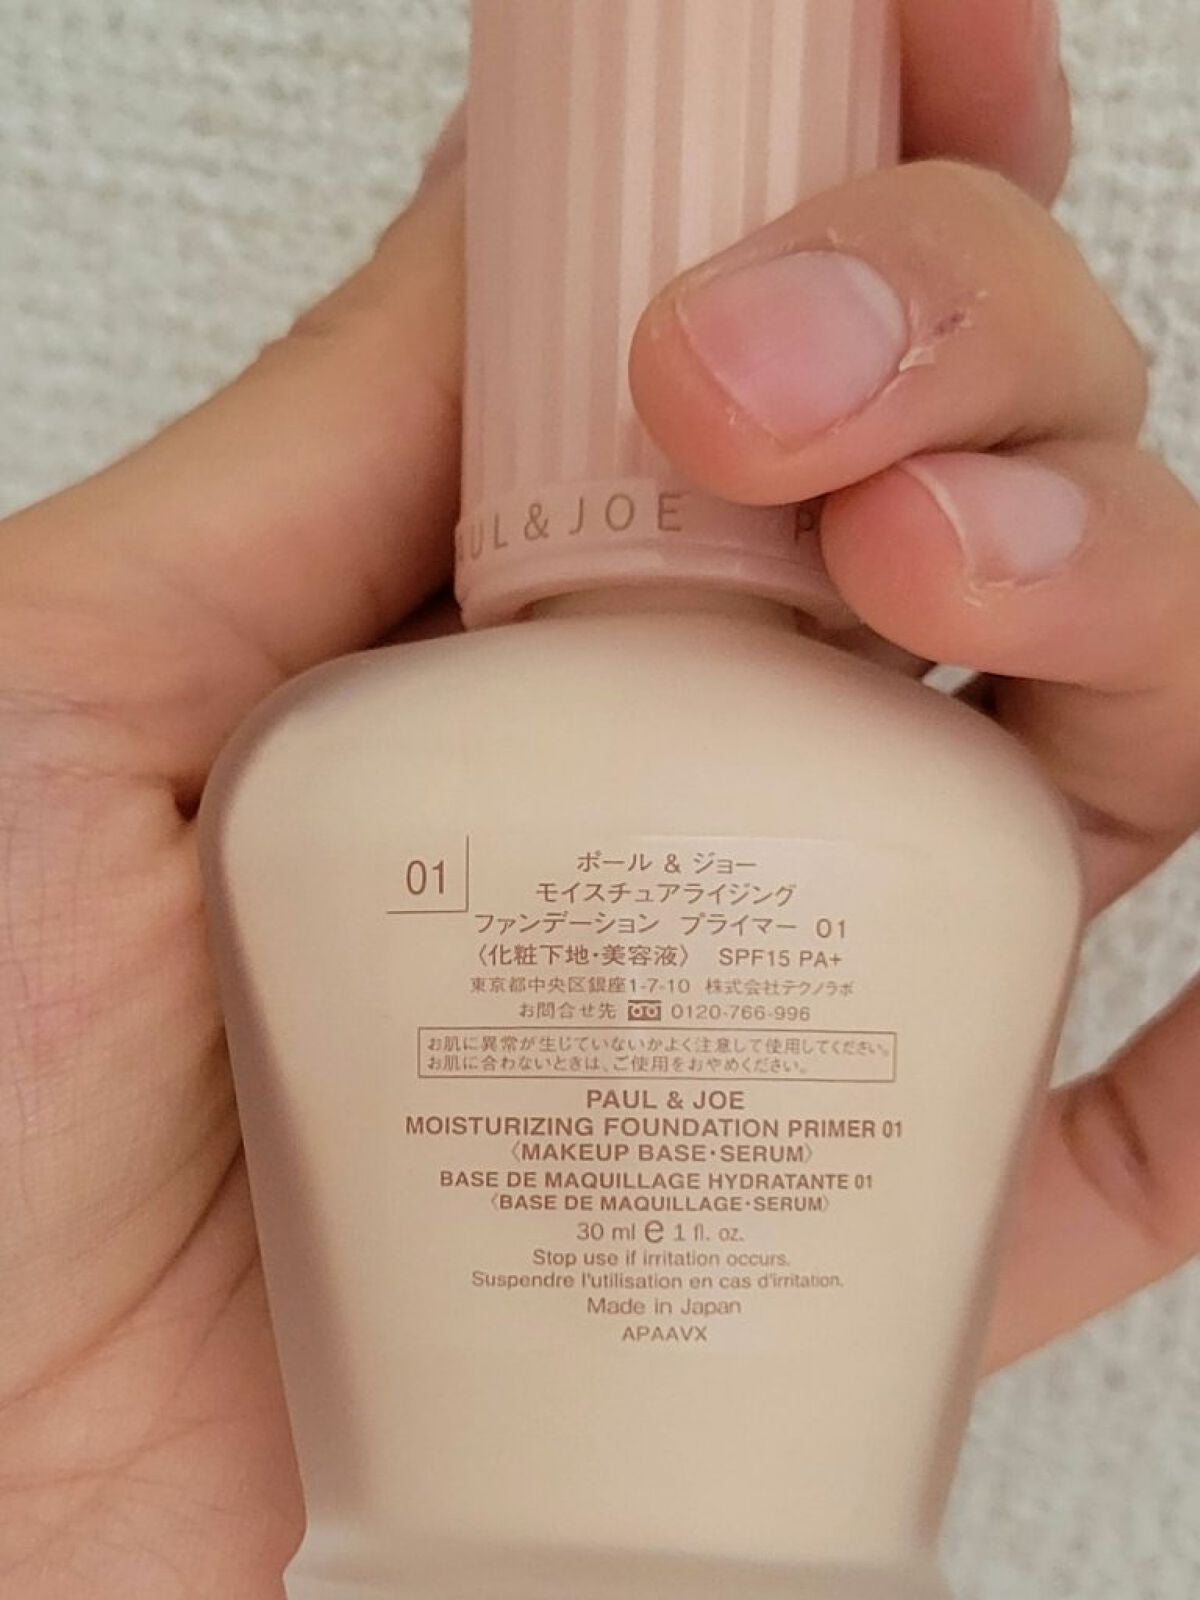 UL & JOE
P
01
ポール & ジョー
モイスチュアライジング
ファンデーション プライマー 01
〈化粧下地・美容液〉 SPF15 PA+
東京都中央区銀座1-7-10 株式会社テクノラボ
お問合せ先 0120-766-996
お肌に異常が生じていないかよく注意して使用してください。
お肌に合わないときは、ご使用をおやめください。
PAUL & JOE
MOISTURIZING FOUNDATION PRIMER 01
〈MAKEUP BASE・SERUM〉
BASE DE MAQUILLAGE HYDRATANTE 01
〈BASE DE MAQUILLAGE・SERUM〉
30 ml e 1 fl. oz.
Stop use if irritation occurs.
Suspendre l'utilisation en cas d'irritation.
Made in Japan
APAAVX